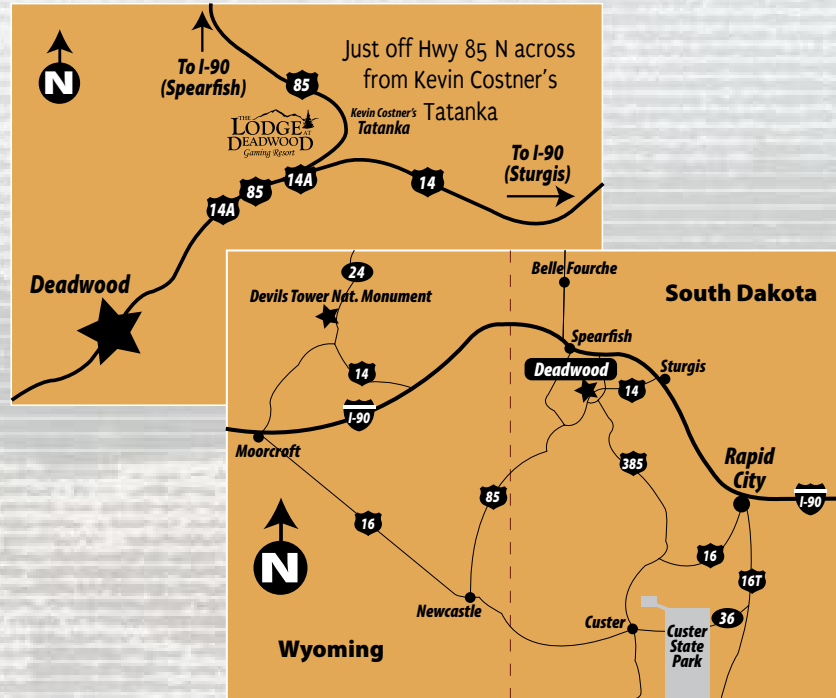 N
To I-90
(Spearfish)
85
Just off Hwy 85 N across
from Kevin Costner's
Tatanka
THE
LODGE AT
DEADWOOD
Gaming Resort
Kevin Costner's
Tatanka
To I-90
(Sturgis)
14A
85
14A
14
Deadwood
24
Devils Tower Nat. Monument
Belle Fourche
South Dakota
Spearfish
Deadwood
Sturgis
14
14
I-90
Moorcroft
385
Rapid
City
I-90
85
16
N
16
16T
Newcastle
Custer
36
Custer
State
Park
Wyoming